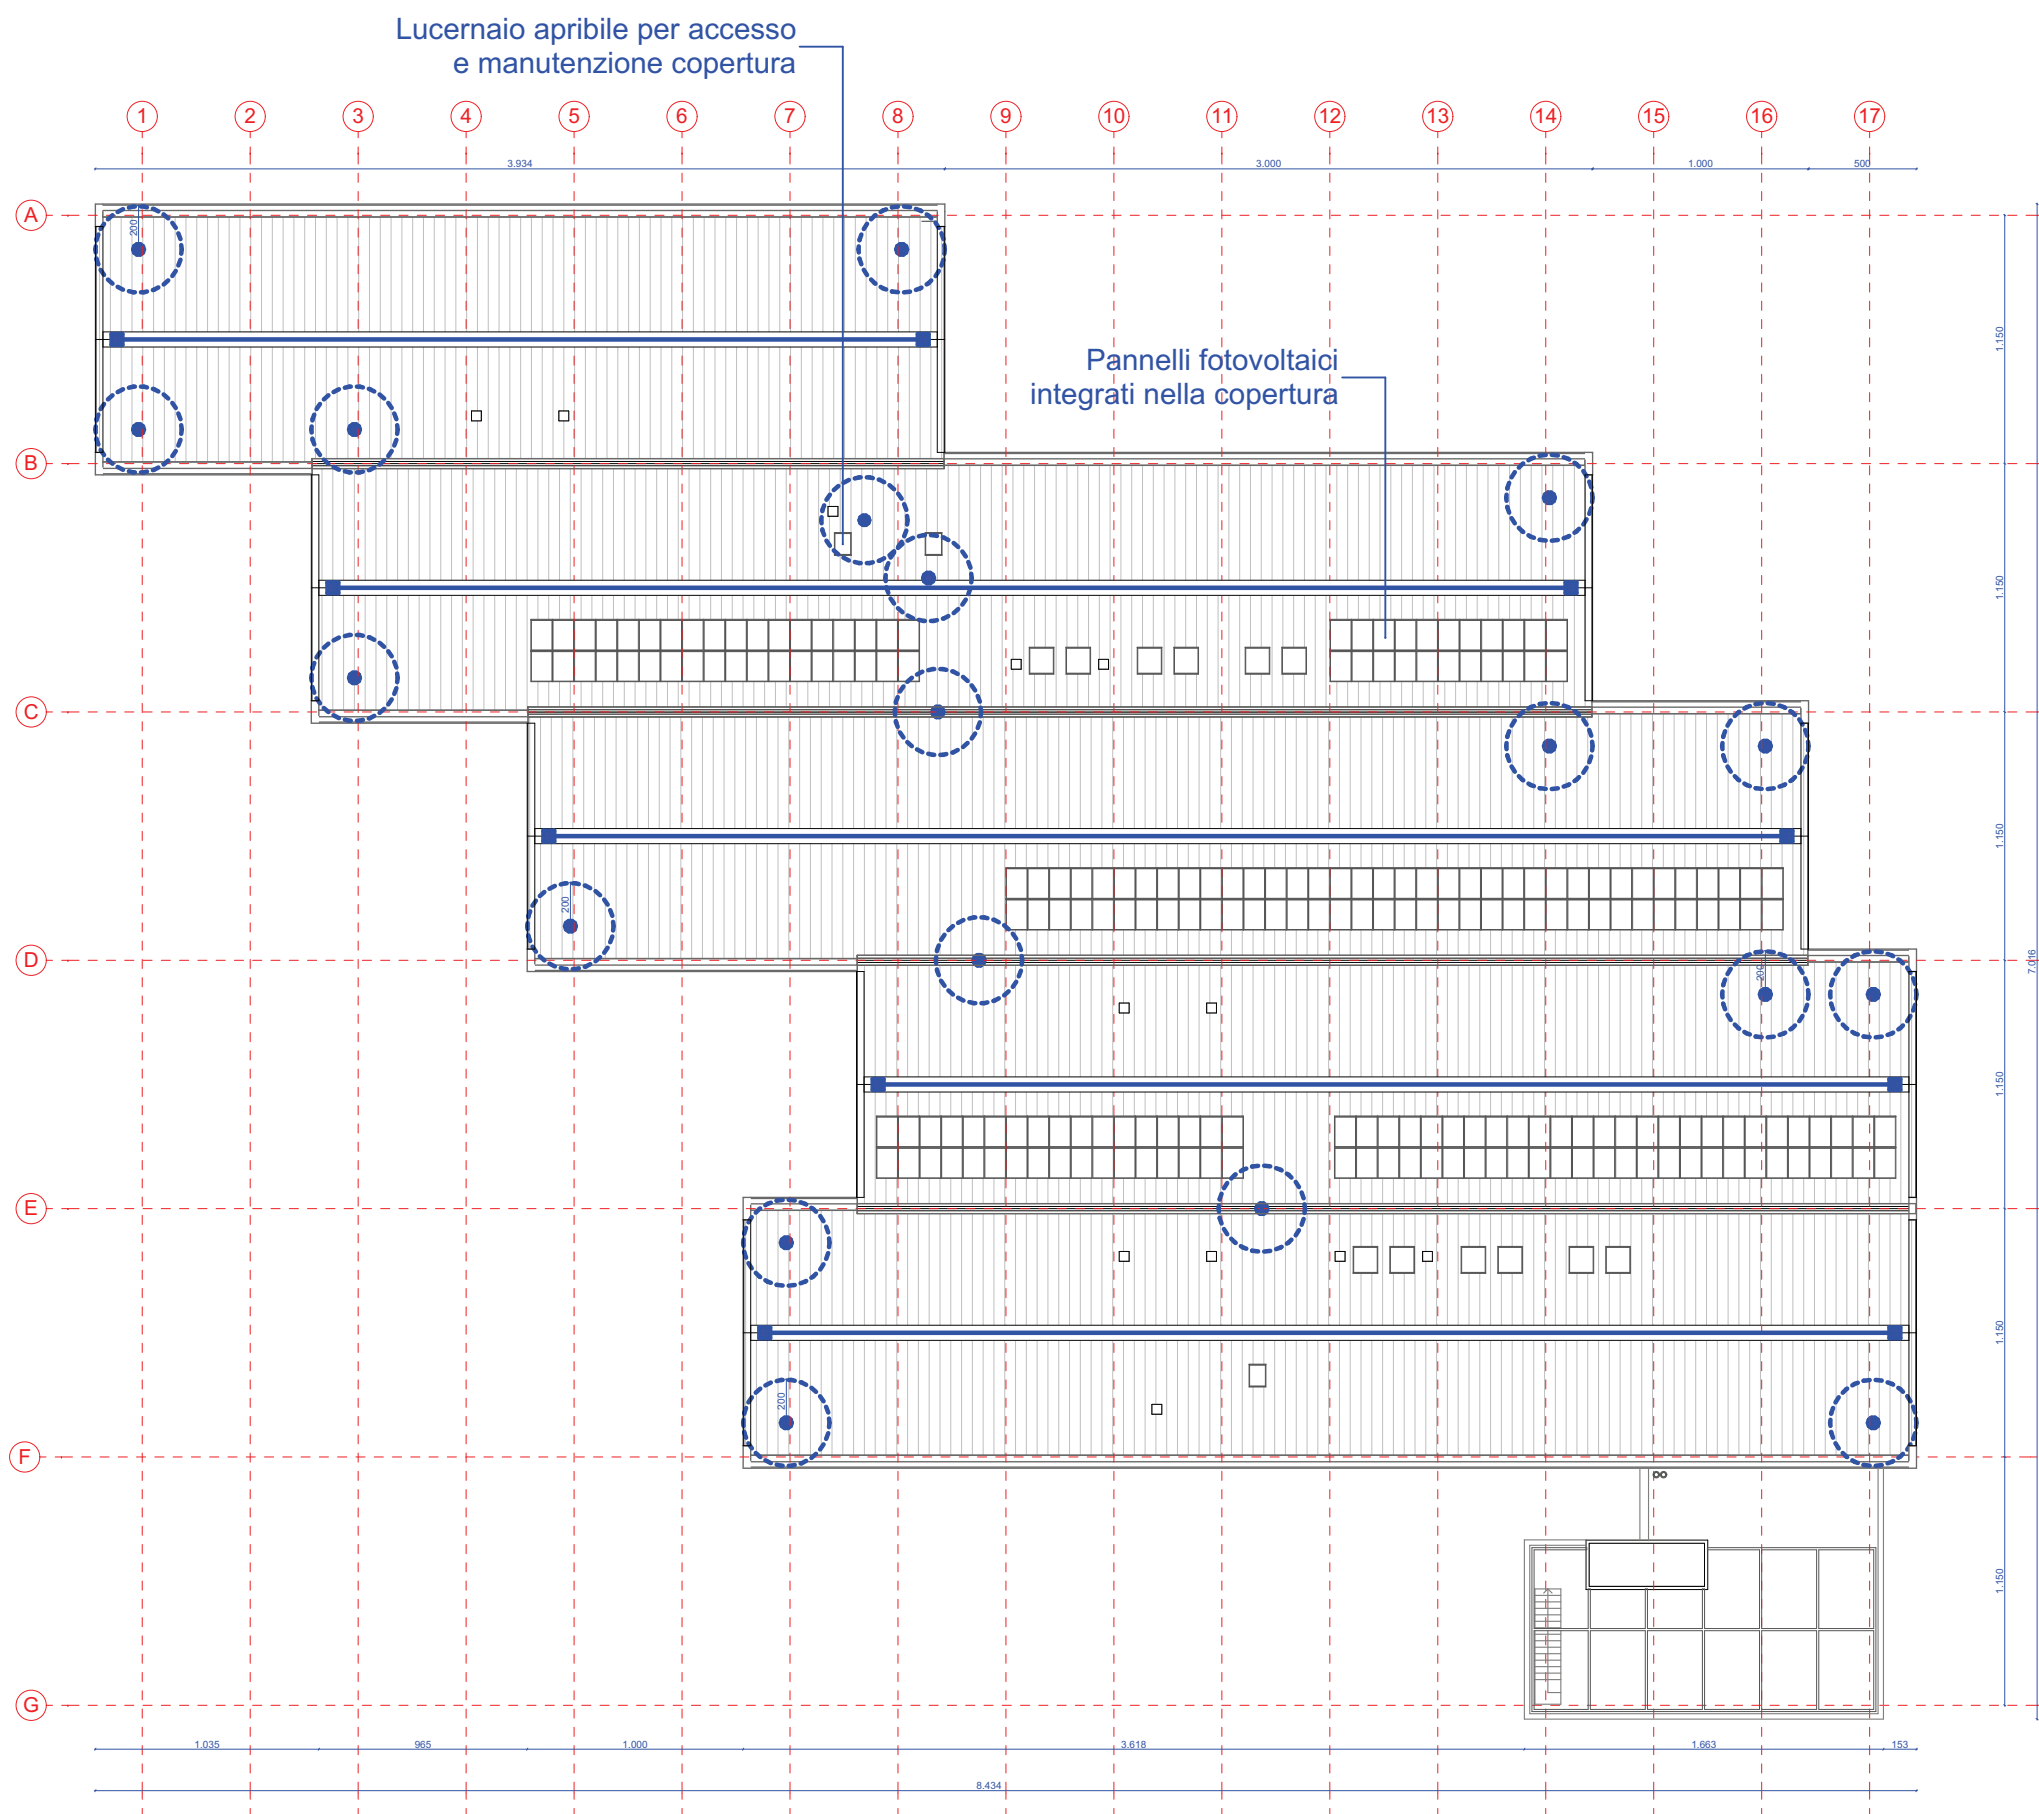 Lucernaio apribile per accesso
e manutenzione copertura
1 2 3 4 5 6 7 8 9 10 11 12 13 14 15 16 17
3.934 3.000 1.000 500
A
200
1.150
Pannelli fotovoltaici
integrati nella copertura
B
1.150
C
1.150
200
D
200
7.016
1.150
E
1.150
200
F
1.150
G
1.035 965 1.000 3.618 1.663 153
8.434